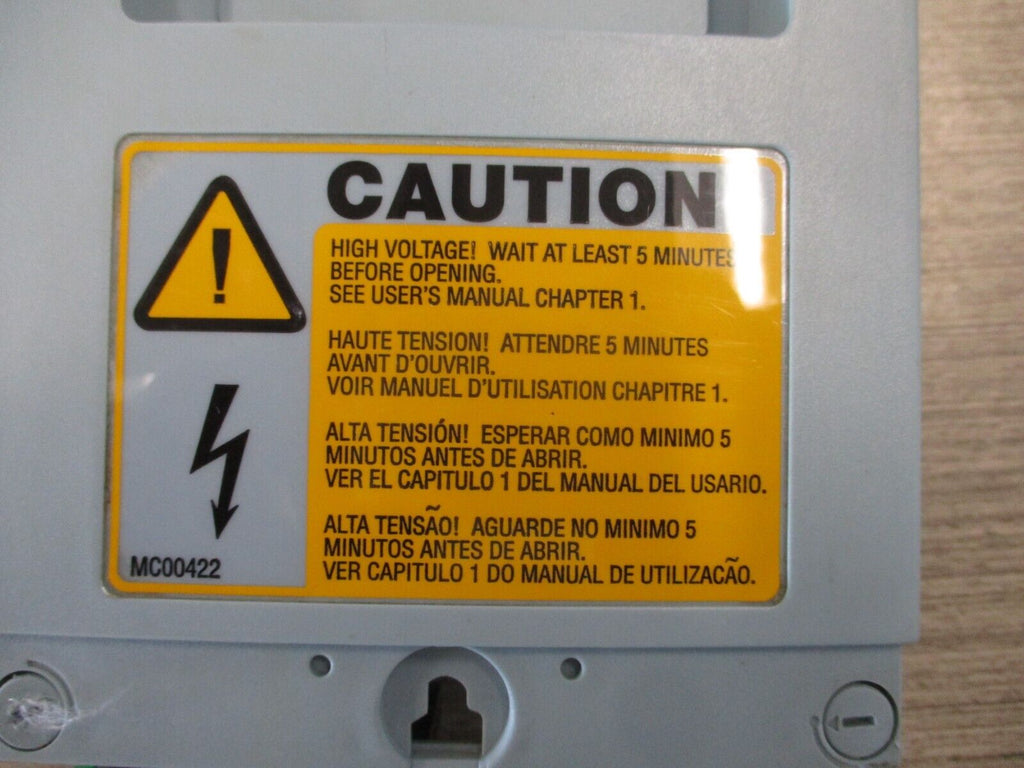 CAUTION
HIGH VOLTAGE! WAIT AT LEAST 5 MINUTES
BEFORE OPENING.
SEE USER'S MANUAL CHAPTER 1.
HAUTE TENSION! ATTENDRE 5 MINUTES
AVANT D'OUVRIR.
VOIR MANUEL D'UTILISATION CHAPITRE 1.
ALTA TENSIÓN! ESPERAR COMO MINIMO 5
MINUTOS ANTES DE ABRIR.
VER EL CAPITULO 1 DEL MANUAL DEL USARIO.
ALTA TENSÃO! AGUARDE NO MINIMO 5
MINUTOS ANTES DE ABRIR.
VER CAPITULO 1 DO MANUAL DE UTILIZACÃO.
MC00422